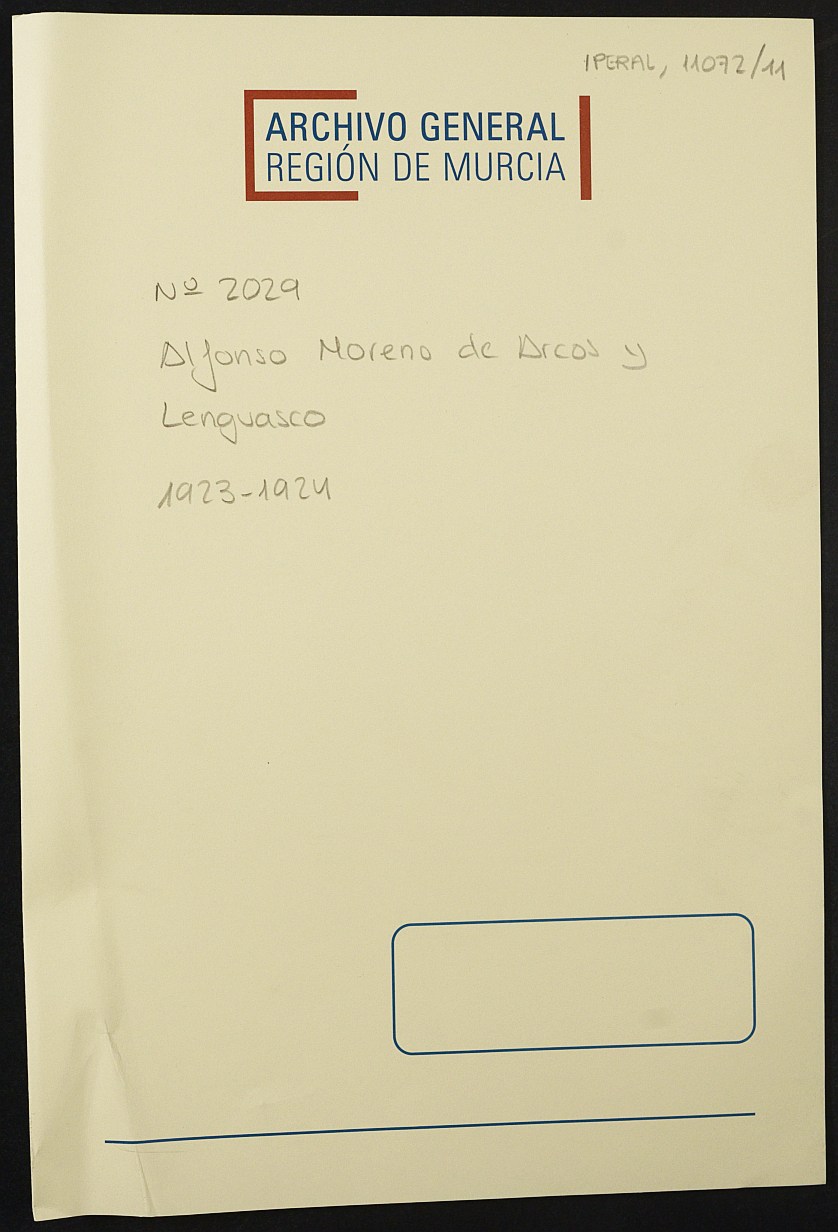 IPERAL, 11072/11
ARCHIVO GENERAL
REGIÓN DE MURCIA
Nº 2029
Alfonso Moreno de Arcos y
Lenguasco
1923-1924